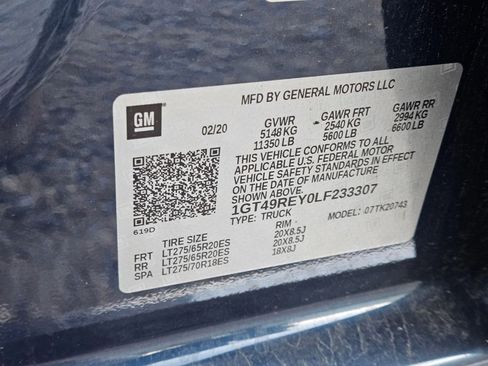 GM
MFD BY GENERAL MOTORS LLC
02/20
GVWR GAWR FRT GAWR RR
5148 KG 2540 KG 2994 KG
11350 LB 5600 LB 6600 LB
THIS VEHICLE CONFORMS TO ALL
APPLICABLE U.S. FEDERAL MOTOR
VEHICLE SAFETY STANDARDS IN
EFFECT ON THE DATE OF MANUFACTURE
SHOWN ABOVE.
1GT49REY0LF233307
TYPE: TRUCK MODEL: 07TK20743
619D
TIRE SIZE RIM
FRT LT275/65R20ES 20X8.5J
RR LT275/65R20ES 20X8.5J
SPA LT275/70R18ES 18X8J